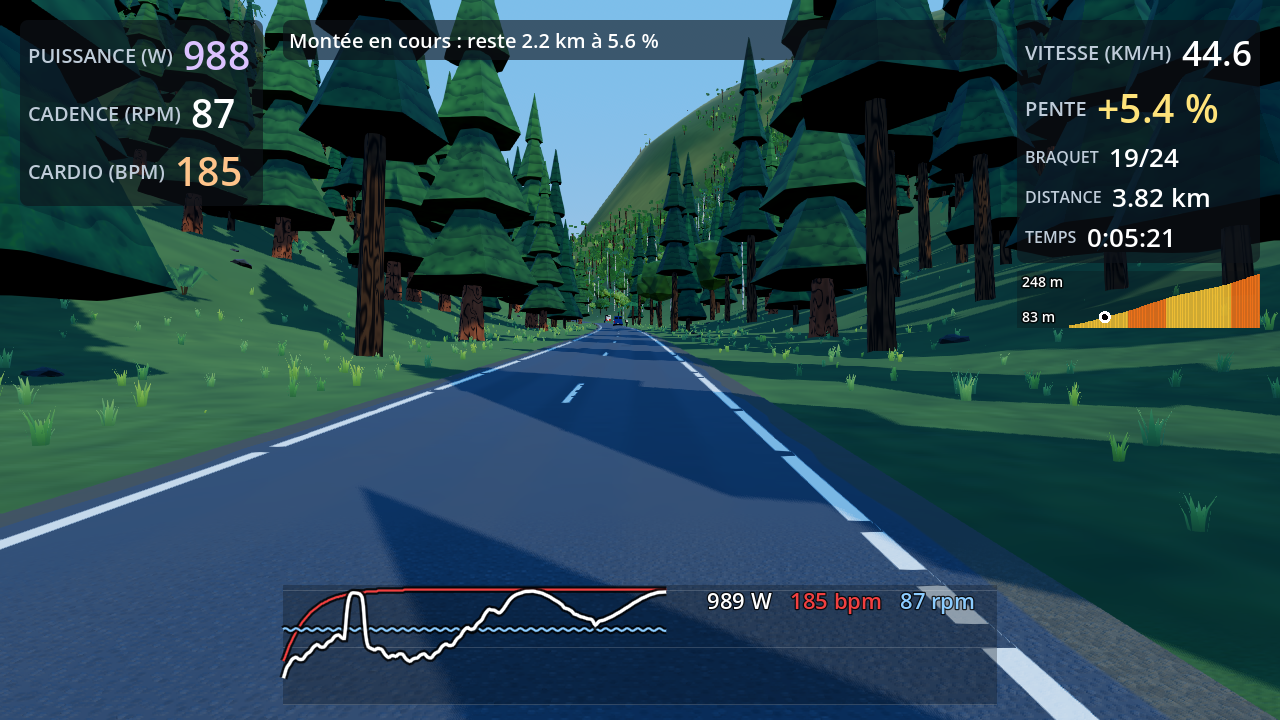 PUISSANCE (W) 988
CADENCE (RPM) 87
CARDIO (BPM) 185
Montée en cours : reste 2.2 km à 5.6 %
VITESSE (KM/H) 44.6
PENTE +5.4 %
BRAQUET 19/24
DISTANCE 3.82 km
TEMPS 0:05:21
248 m
83 m
989 W 185 bpm 87 rpm